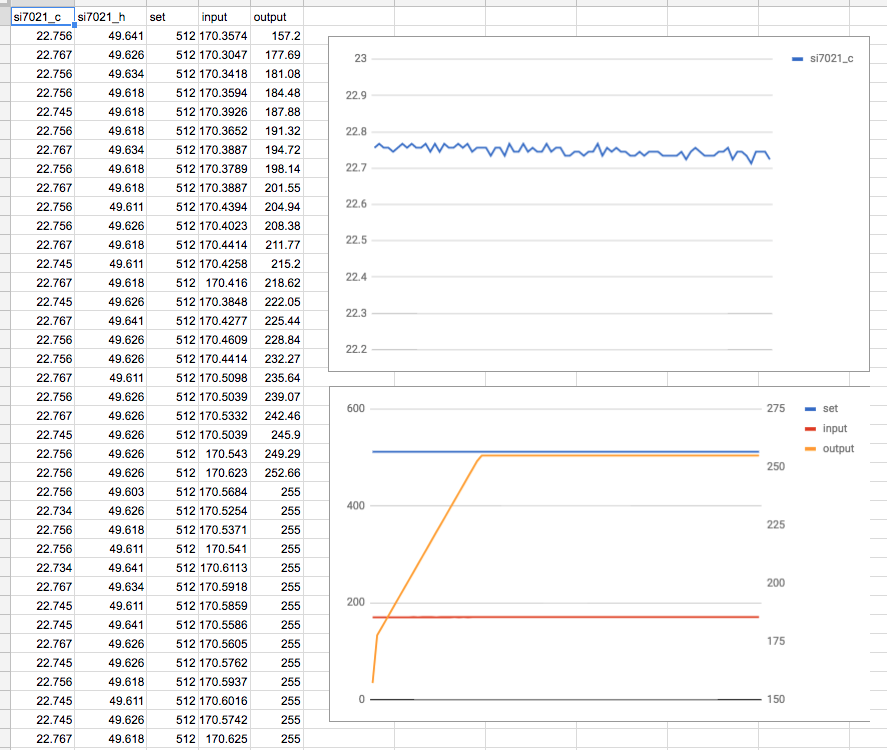 si7021_c si7021_h set input output
22.756 49.641 512 170.3574 157.2
22.767 49.626 512 170.3047 177.69
22.756 49.634 512 170.3418 181.08
22.756 49.618 512 170.3594 184.48
22.745 49.618 512 170.3926 187.88
22.756 49.618 512 170.3652 191.32
22.767 49.634 512 170.3887 194.72
22.756 49.618 512 170.3789 198.14
22.767 49.618 512 170.3887 201.55
22.756 49.611 512 170.4394 204.94
22.756 49.626 512 170.4023 208.38
22.767 49.618 512 170.4414 211.77
22.745 49.611 512 170.4258 215.2
22.767 49.618 512 170.416 218.62
22.745 49.626 512 170.3848 222.05
22.767 49.641 512 170.4277 225.44
22.756 49.626 512 170.4609 228.84
22.756 49.626 512 170.4414 232.27
22.767 49.611 512 170.5098 235.64
22.756 49.626 512 170.5039 239.07
22.767 49.626 512 170.5332 242.46
22.745 49.626 512 170.5039 245.9
22.756 49.626 512 170.543 249.29
22.756 49.626 512 170.623 252.66
22.756 49.603 512 170.5684 255
22.734 49.626 512 170.5254 255
22.756 49.618 512 170.5371 255
22.756 49.611 512 170.541 255
22.734 49.641 512 170.6113 255
22.767 49.634 512 170.5918 255
22.745 49.611 512 170.5859 255
22.745 49.641 512 170.5586 255
22.767 49.626 512 170.5605 255
22.745 49.626 512 170.5762 255
22.756 49.618 512 170.5937 255
22.745 49.611 512 170.6016 255
22.745 49.626 512 170.5742 255
22.767 49.618 512 170.625 255
23
22.9
22.8
22.7
22.6
22.5
22.4
22.3
22.2
si7021_c
600
400
200
0
275
250
225
200
175
150
set
input
output